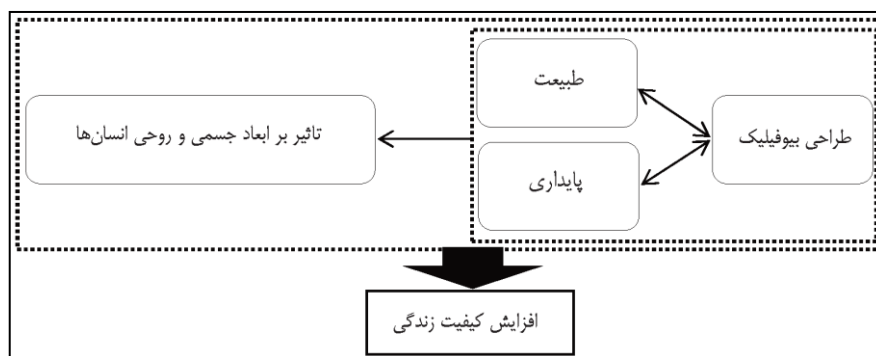 طراحی بیوفیلیک
طبیعت
پایداری
تاثیر بر ابعاد جسمی و روحی انسان‌ها
افزایش کیفیت زندگی